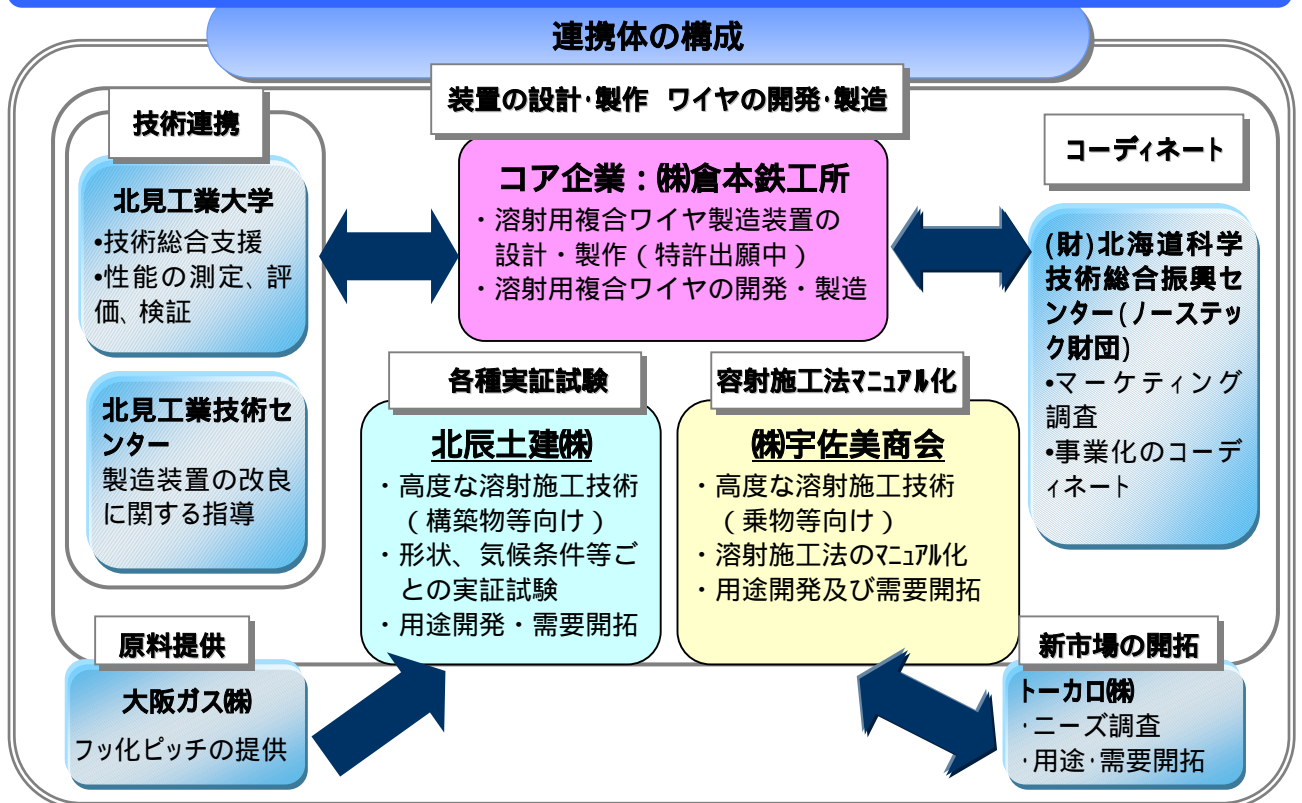 連携体の構成
装置の設計･製作 ワイヤの開発･製造
コア企業：㈱倉本鉄工所
・溶射用複合ワイヤ製造装置の
設計・製作（特許出願中）
・溶射用複合ワイヤの開発・製造
技術連携
北見工業大学
•技術総合支援
•性能の測定、評
価、検証
北見工業技術セ
ンター
製造装置の改良
に関する指導
コーディネート
(財)北海道科学
技術総合振興セ
ンター(ノーステッ
ク財団)
•マーケティング
調査
•事業化のコーデ
ィネート
各種実証試験
北辰土建㈱
・高度な溶射施工技術
（構築物等向け）
・形状、気候条件等ご
との実証試験
・用途開発・需要開拓
容射施工法ﾏﾆｭｱﾙ化
㈱宇佐美商会
・高度な溶射施工技術
（乗物等向け）
・溶射施工法のﾏﾆｭｱﾙ化
・用途開発及び需要開拓
原料提供
大阪ガス㈱
フッ化ピッチの提供
新市場の開拓
トーカロ㈱
･ニーズ調査
･用途･需要開拓